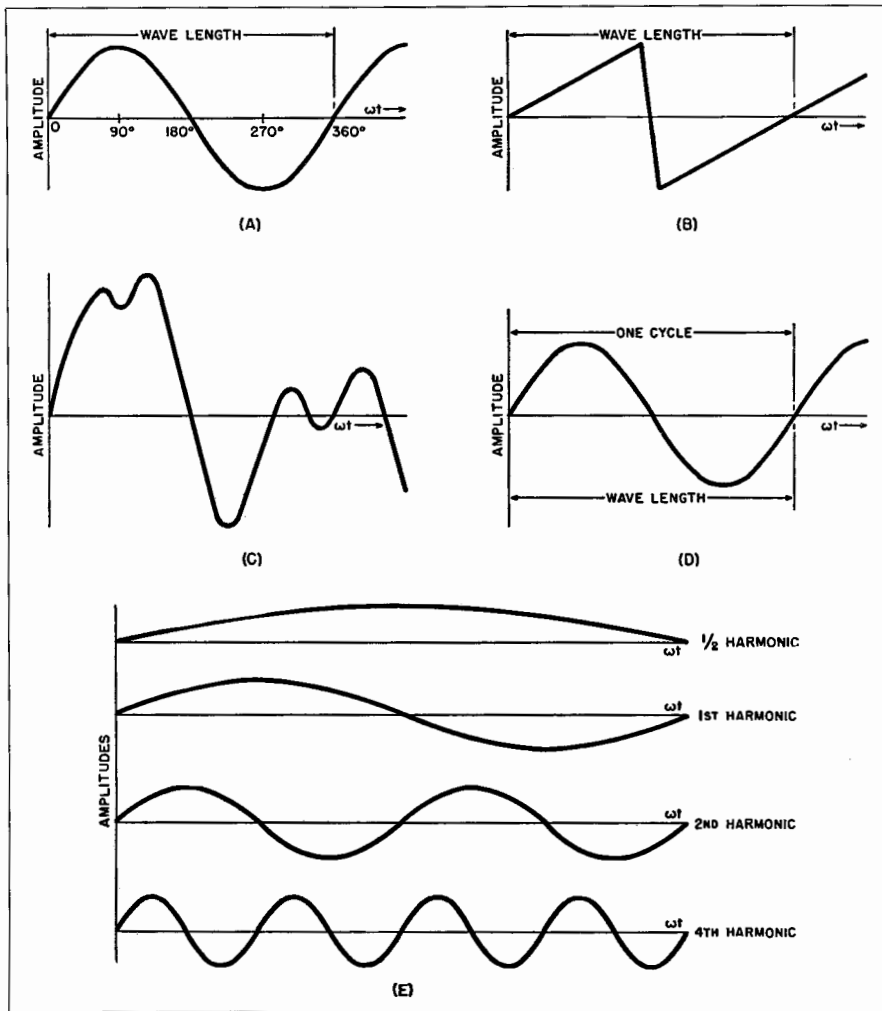 WAVE LENGTH
AMPLITUDE
0
90°
180°
270°
360°
ωt
(A)
WAVE LENGTH
AMPLITUDE
ωt
(B)
AMPLITUDE
ωt
(C)
ONE CYCLE
AMPLITUDE
ωt
WAVE LENGTH
(D)
AMPLITUDES
ωt
1/2 HARMONIC
ωt
1ST HARMONIC
ωt
2ND HARMONIC
ωt
4TH HARMONIC
(E)